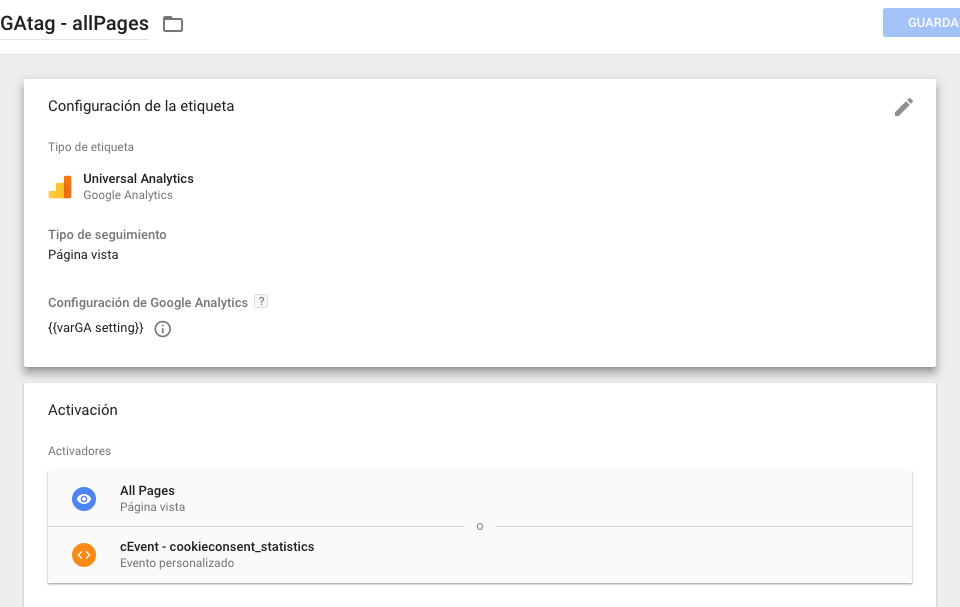 GAtag - allPages
GUARDA
Configuración de la etiqueta
Tipo de etiqueta
Universal Analytics
Google Analytics
Tipo de seguimiento
Página vista
Configuración de Google Analytics ?
{{varGA setting}}
Activación
Activadores
All Pages
Página vista
o
cEvent - cookieconsent_statistics
Evento personalizado